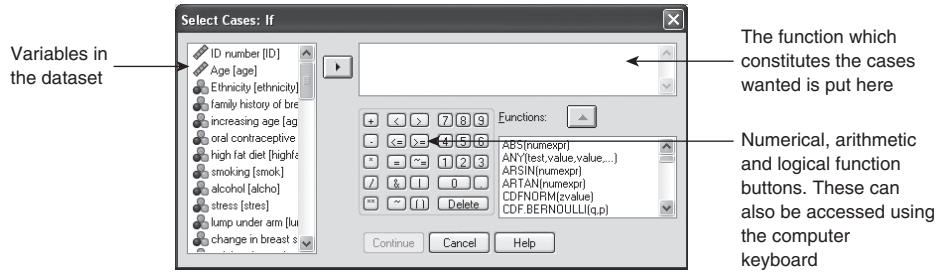 Select Cases: If
Variables in
the dataset
ID number [ID]
Age [age]
Ethnicity [ethnicity]
family history of bre
increasing age [ag
oral contraceptive
high fat diet [highfa
smoking [smok]
alcohol [alcho]
stress [stres]
lump under arm [lu
change in breast s
+ < > 7 8 9
- <= >= 4 5 6
* = ~= 1 2 3
/ & | 0 .
** ~ () Delete
Functions:
ABS(numexpr)
ANY(test,value,value,...)
ARSIN(numexpr)
ARTAN(numexpr)
CDFNORM(zvalue)
CDF.BERNOULLI(q,p)
Continue Cancel Help
The function which
constitutes the cases
wanted is put here
Numerical, arithmetic
and logical function
buttons. These can
also be accessed using
the computer
keyboard